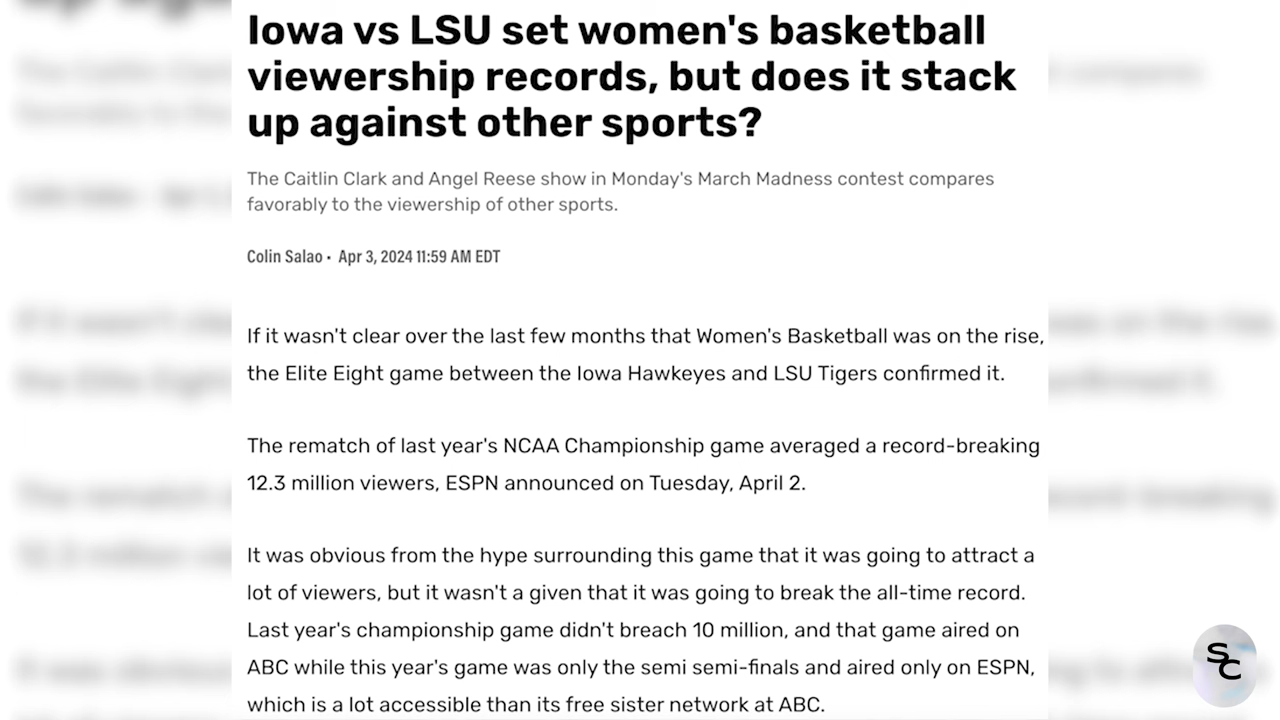 Iowa vs LSU set women's basketball
viewership records, but does it stack
up against other sports?
The Caitlin Clark and Angel Reese show in Monday's March Madness contest compares
favorably to the viewership of other sports.
Colin Salao • Apr 3, 2024 11:59 AM EDT
If it wasn't clear over the last few months that Women's Basketball was on the rise,
the Elite Eight game between the Iowa Hawkeyes and LSU Tigers confirmed it.
The rematch of last year's NCAA Championship game averaged a record-breaking
12.3 million viewers, ESPN announced on Tuesday, April 2.
It was obvious from the hype surrounding this game that it was going to attract a
lot of viewers, but it wasn't a given that it was going to break the all-time record.
Last year's championship game didn't breach 10 million, and that game aired on
ABC while this year's game was only the semi semi-finals and aired only on ESPN,
which is a lot accessible than its free sister network at ABC.
SC